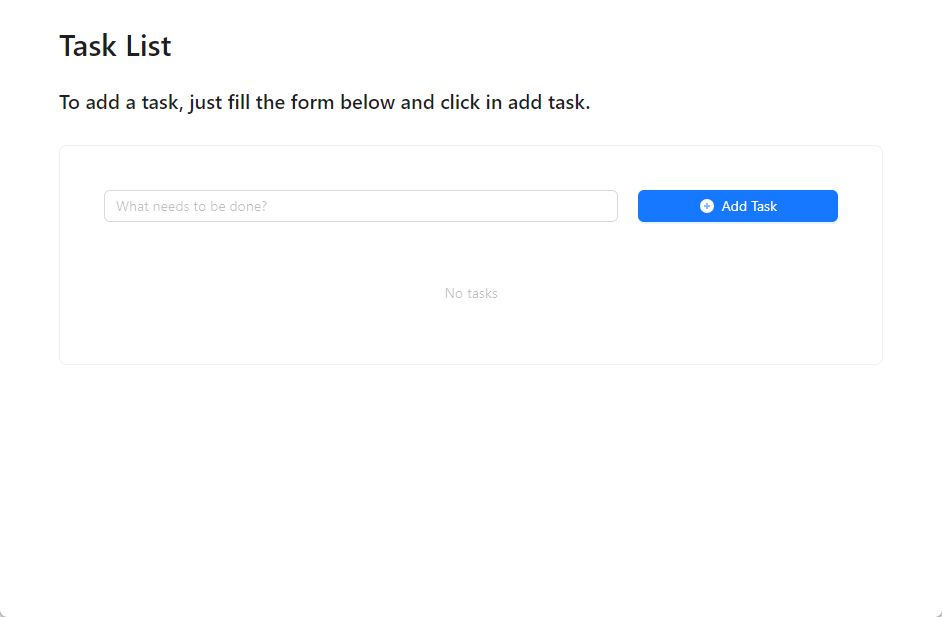 Task List
To add a task, just fill the form below and click in add task.
What needs to be done?
Add Task
No tasks